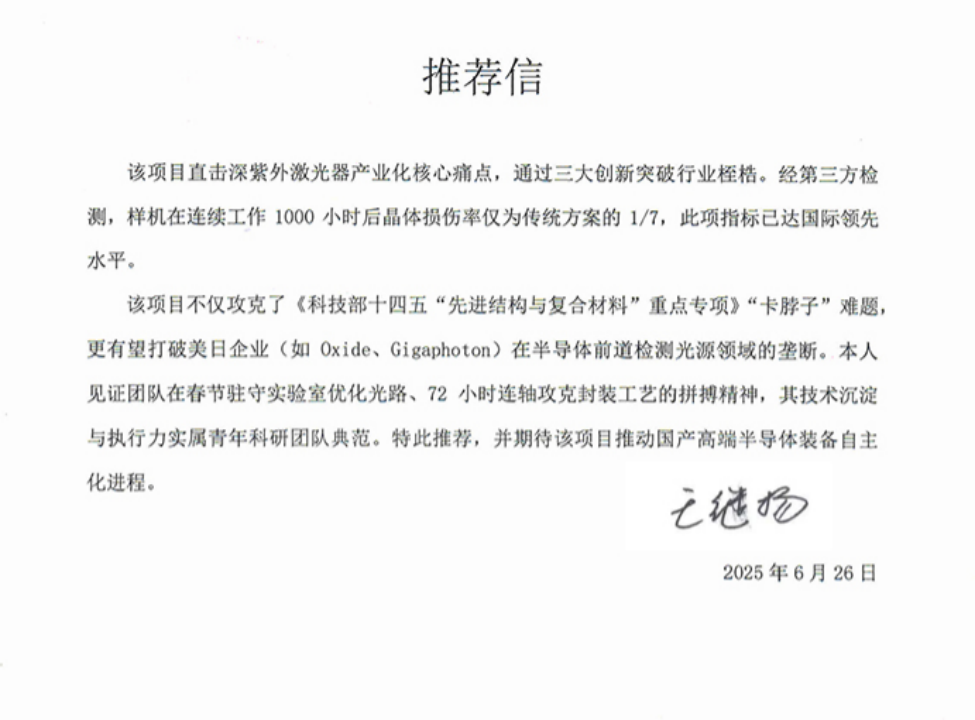 推荐信
该项目直击深紫外激光器产业化核心痛点，通过三大创新突破行业桎梏。经第三方检
测，样机在连续工作 1000 小时后晶体损伤率仅为传统方案的 1/7，此项指标已达国际领先
水平。
该项目不仅攻克了《科技部十四五“先进结构与复合材料”重点专项》“卡脖子”难题，
更有望打破美日企业（如 Oxide、Gigaphoton）在半导体前道检测光源领域的垄断。本人
见证团队在春节驻守实验室优化光路、72 小时连轴攻克封装工艺的拼搏精神，其技术沉淀
与执行力实属青年科研团队典范。特此推荐，并期待该项目推动国产高端半导体装备自主
化进程。
王继扬
2025 年 6 月 26 日